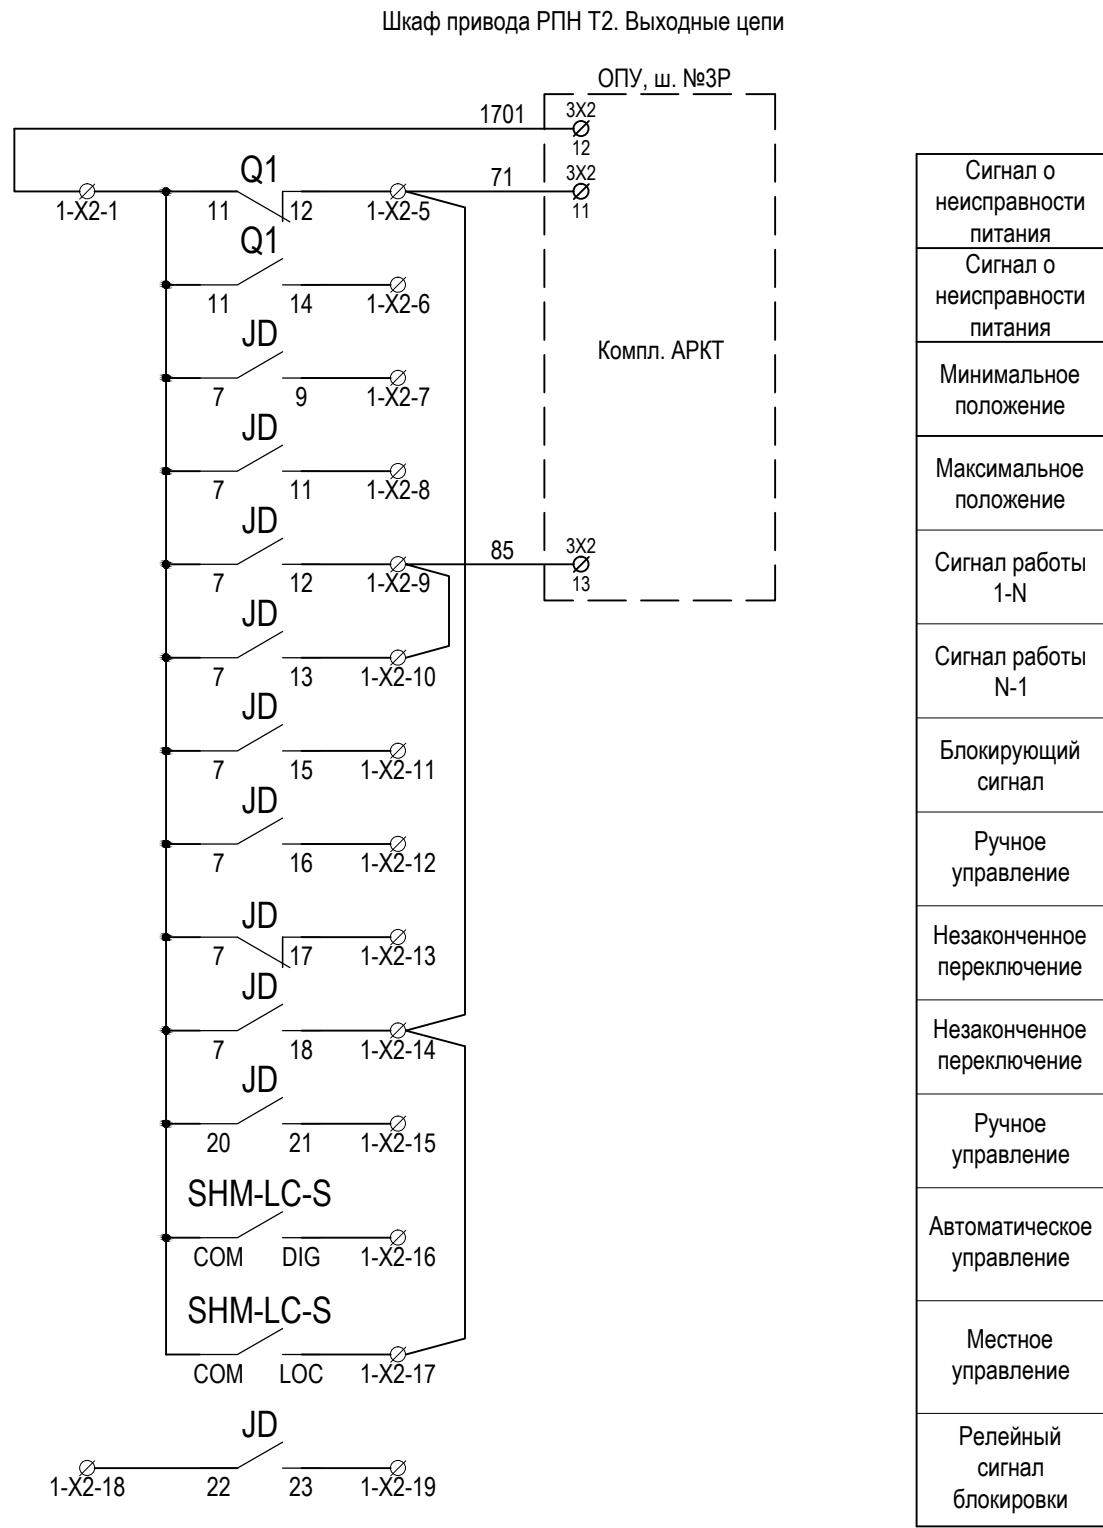 Шкаф привода РПН Т2. Выходные цепи
ОПУ, ш. №3Р
1701
3X2
12
Q1
71
3X2
1-X2-1
11
12
1-X2-5
11
Q1
11
14
1-X2-6
JD
Компл. АРКТ
7
9
1-X2-7
JD
7
11
1-X2-8
JD
85
3X2
7
12
1-X2-9
13
JD
7
13
1-X2-10
JD
7
15
1-X2-11
JD
7
16
1-X2-12
JD
7
17
1-X2-13
JD
7
18
1-X2-14
JD
20
21
1-X2-15
SHM-LC-S
COM
DIG
1-X2-16
SHM-LC-S
COM
LOC
1-X2-17
JD
1-X2-18
22
23
1-X2-19
Сигнал о
неисправности
питания
Сигнал о
неисправности
питания
Минимальное
положение
Максимальное
положение
Сигнал работы
1-N
Сигнал работы
N-1
Блокирующий
сигнал
Ручное
управление
Незаконченное
переключение
Незаконченное
переключение
Ручное
управление
Автоматическое
управление
Местное
управление
Релейный
сигнал
блокировки